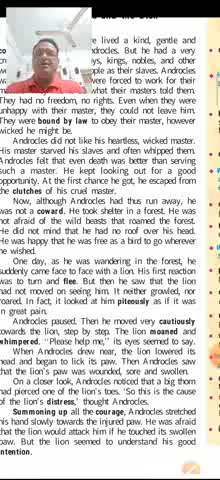 re lived a kind, gentle and
ndrocles. But he had a very
ys, kings, nobles, and other
ople as their slaves. Androcles
vere forced to work for their
what their masters told them.
They had no freedom, no rights. Even when they were
unhappy with their master, they could not leave him.
They were bound by law to obey their master, however
wicked he might be.
Androcles did not like his heartless, wicked master.
His master starved his slaves and often whipped them.
Androcles felt that even death was better than serving
such a master. He kept looking out for a good
opportunity. At the first chance he got, he escaped from
the clutches of his cruel master.
Now, although Androcles had thus run away, he
was not a coward. He took shelter in a forest. He was
not afraid of the wild beasts that roamed the forest.
He did not mind that he had no roof over his head.
He was happy that he was free as a bird to go wherever
he wished.
One day, as he was wandering in the forest, he
suddenly came face to face with a lion. His first reaction
was to turn and flee. But then he saw that the lion
had not moved on seeing him. It neither growled, nor
roared. In fact, it looked at him piteously as if it was
in great pain.
Androcles paused. Then he moved very cautiously
towards the lion, step by step. The lion moaned and
whimpered. "Please help me," its eyes seemed to say.
When Androcles drew near, the lion lowered its
head and began to lick its paw. Then Androcles saw
that the lion's paw was wounded, sore and swollen.
On a closer look, Androcles noticed that a big thorn
had pierced one of the lion's toes. 'So this is the cause
of the lion's distress,' thought Androcles.
Summoning up all the courage, Androcles stretched
his hand slowly towards the injured paw. He was afraid
that the lion would attack him if he touched its swollen
paw. But the lion seemed to understand his good
intention.